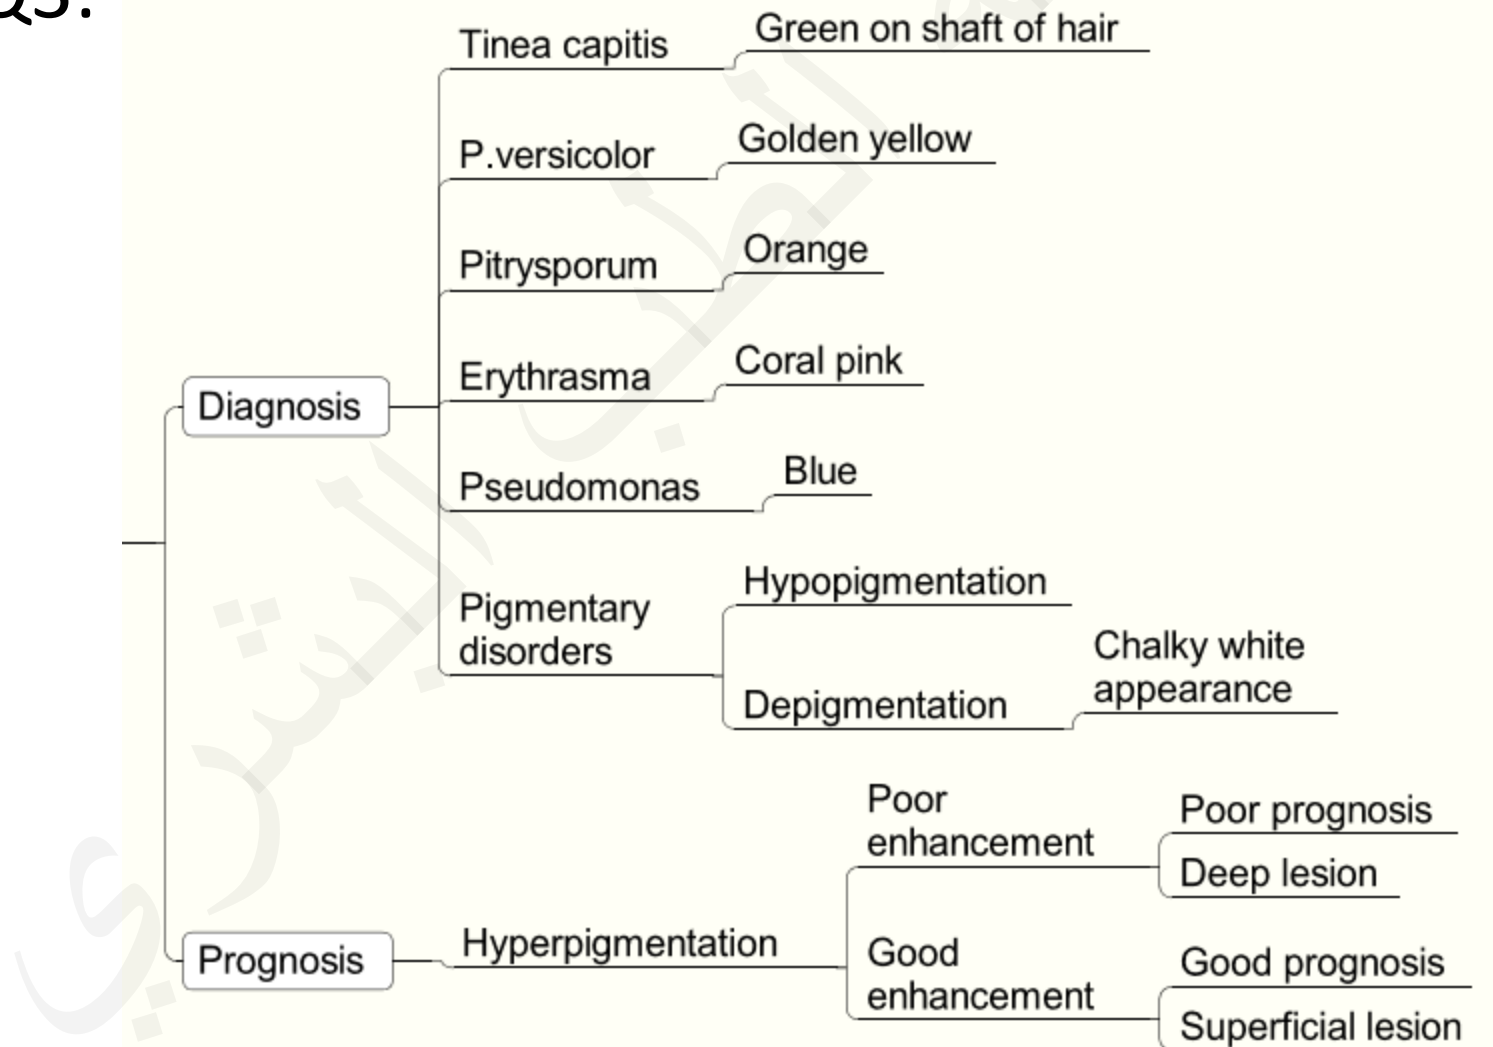 Q3.
Tinea capitis
Green on shaft of hair
P.versicolor
Golden yellow
Pitrysporum
Orange
Erythrasma
Coral pink
Diagnosis
Pseudomonas
Blue
Pigmentary
disorders
Hypopigmentation
Depigmentation
Chalky white
appearance
Prognosis
Hyperpigmentation
Poor
enhancement
Poor prognosis
Deep lesion
Good
enhancement
Good prognosis
Superficial lesion
الطب البشري